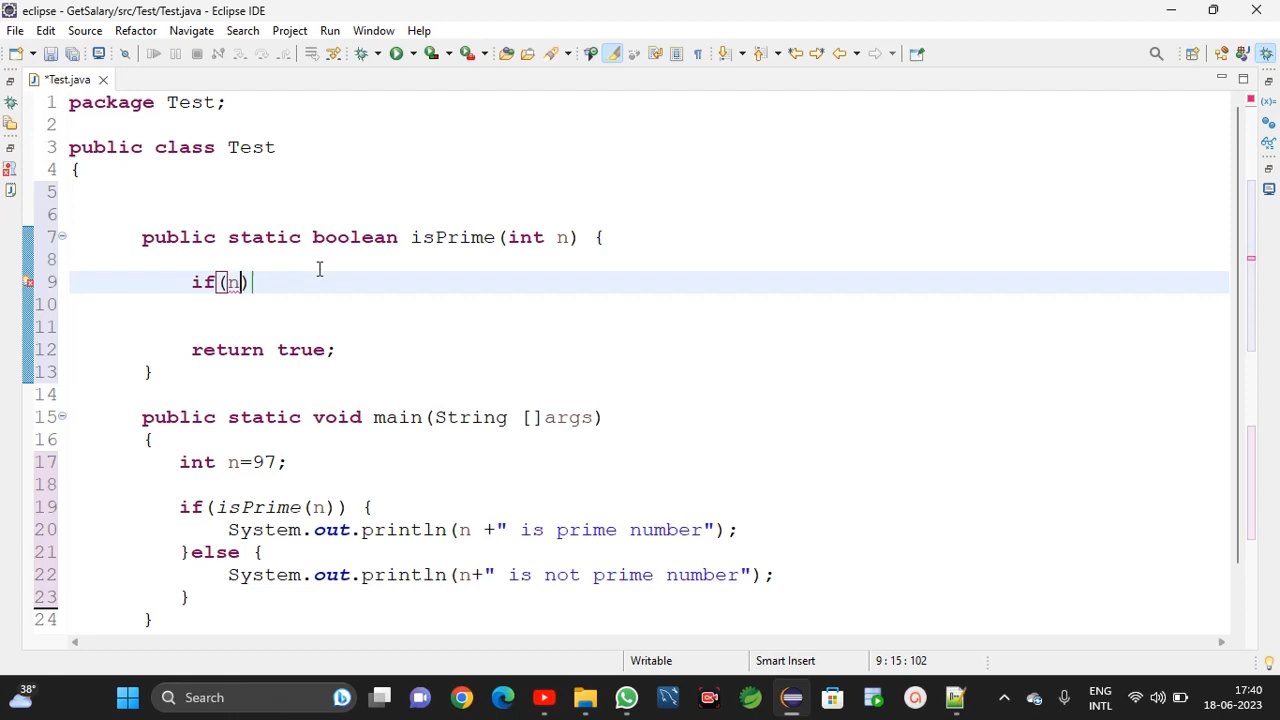 eclipse - GetSalary/src/Test/Test.java - Eclipse IDE
File Edit Source Refactor Navigate Search Project Run Window Help
*Test.java
1 package Test;
2
3 public class Test
4 {
5
6
7 public static boolean isPrime(int n) {
8
9 if(n)
10
11
12 return true;
13 }
14
15 public static void main(String []args)
16 {
17 int n=97;
18
19 if(isPrime(n)) {
20 System.out.println(n +" is prime number");
21 }else {
22 System.out.println(n+" is not prime number");
23 }
24 }
Writable Smart Insert 9 : 15 : 102
38° Search ENG 17:40
INTL 18-06-2023